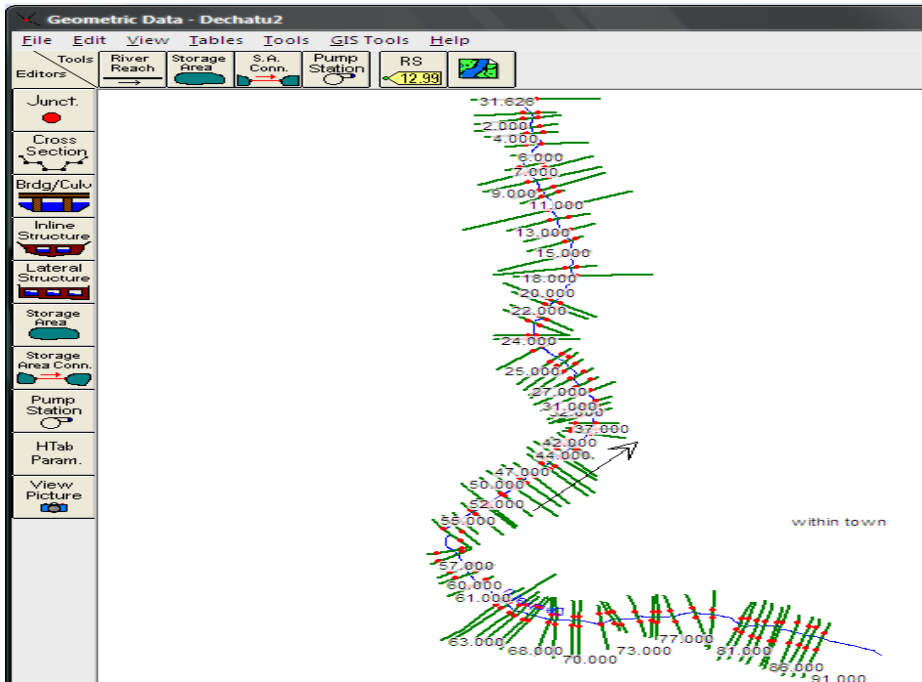 Geometric Data - Dechatu2
File Edit View Tables Tools GIS Tools Help
Tools
Editors
River Reach
Storage Area
S.A. Conn.
Pump Station
RS
12.99
Junct.
Cross Section
Brdg/Culv
Inline Structure
Lateral Structure
Storage Area
Storage Area Conn.
Pump Station
HTab Param.
View Picture
31.626
2.000
4.000
6.000
7.000
9.000
11.000
13.000
15.000
18.000
20.000
22.000
24.000
25.000
27.000
31.000
37.000
42.000
44.000
47.000
50.000
52.000
55.000
within town
57.000
60.000
61.000
63.000
68.000
70.000
73.000
77.000
81.000
86.000
91.000